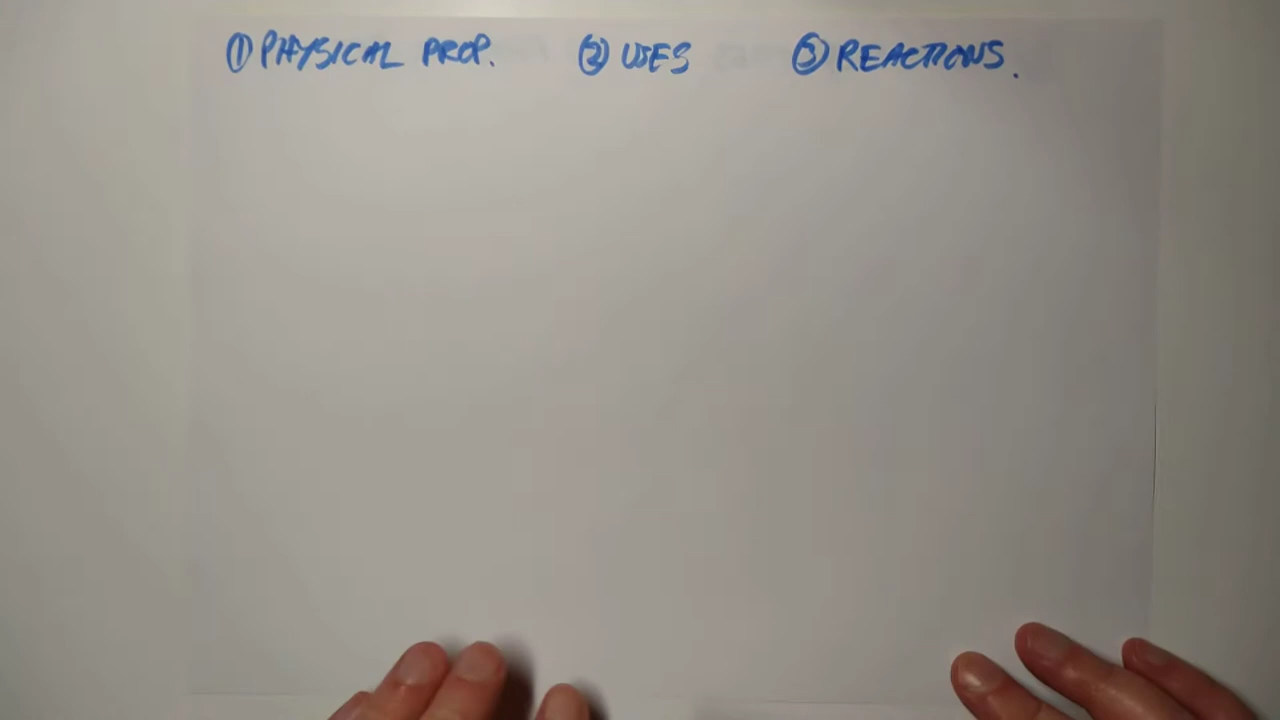 ① PHYSICAL PROP. ② USES ③ REACTIONS.